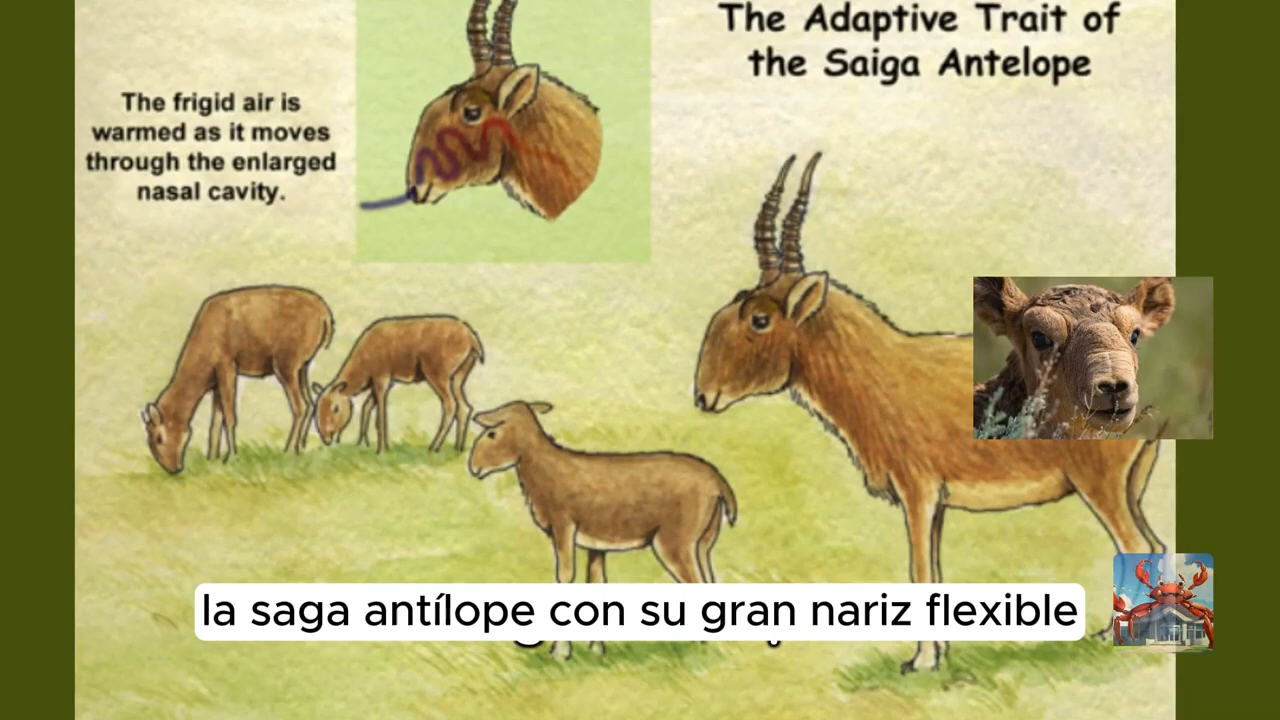 The Adaptive Trait of
the Saiga Antelope
The frigid air is
warmed as it moves
through the enlarged
nasal cavity.
la saga antílope con su gran nariz flexible